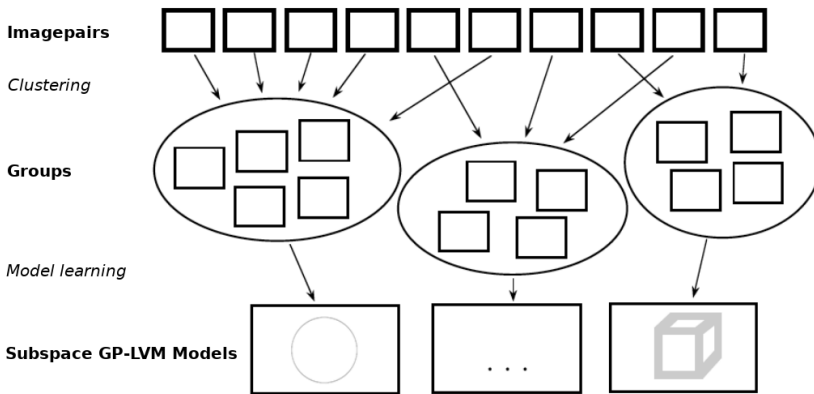 Imagepairs
Clustering
Groups
Model learning
Subspace GP-LVM Models
. . .